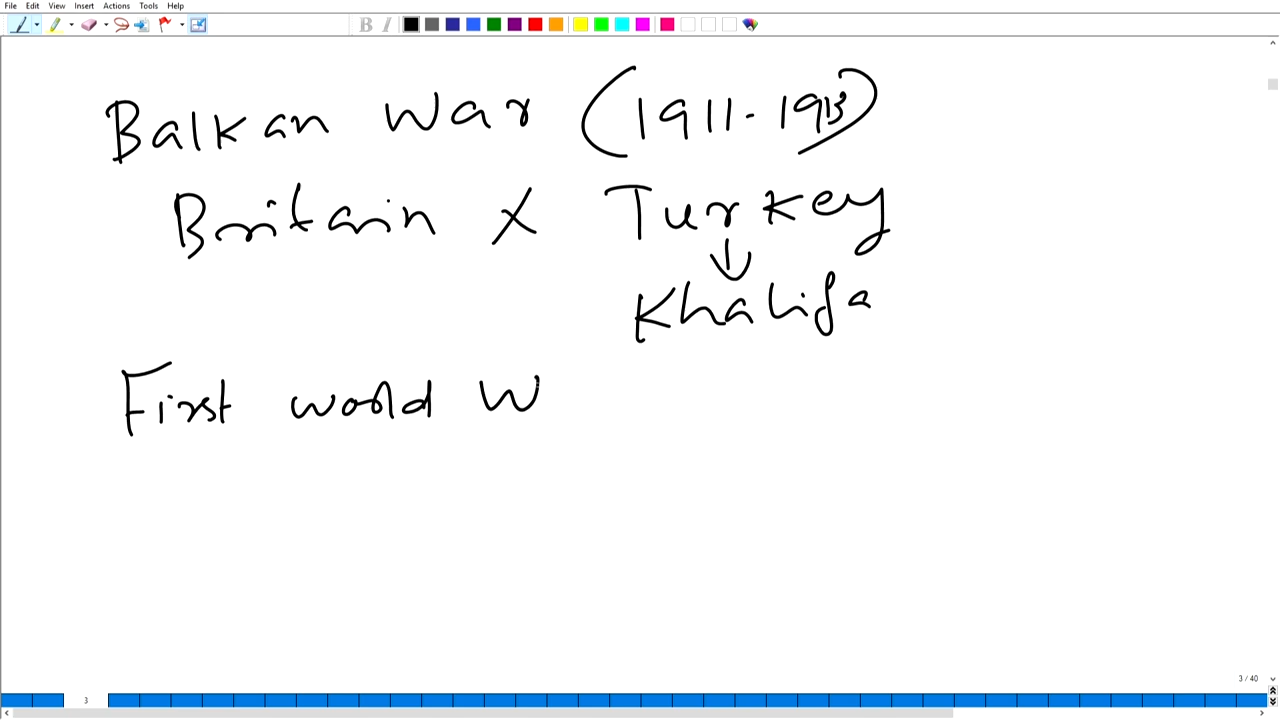 File Edit View Insert Actions Tools Help
B I
Balkan War (1911-1913)
Britain X Turkey
↓
Khalifa
First world W
3 / 40
3